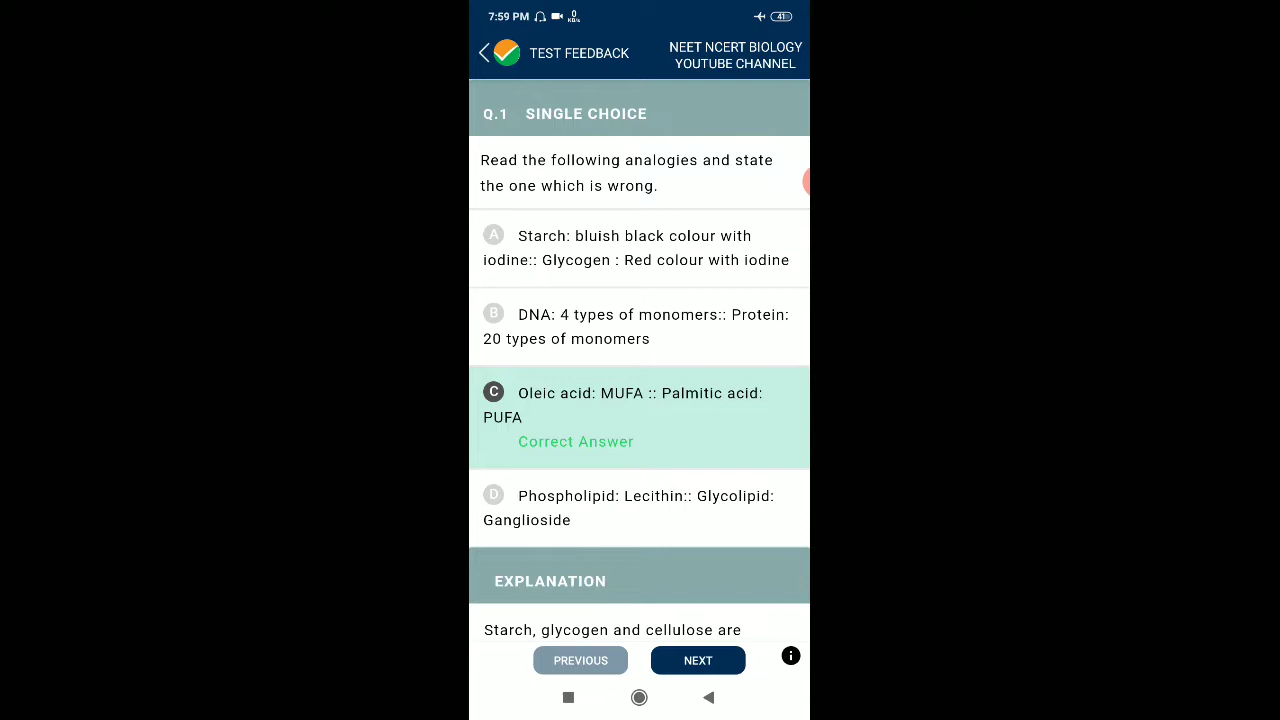 7:59 PM 0 KB/s 41
TEST FEEDBACK
NEET NCERT BIOLOGY
YOUTUBE CHANNEL
Q.1 SINGLE CHOICE
Read the following analogies and state
the one which is wrong.
A Starch: bluish black colour with
iodine:: Glycogen : Red colour with iodine
B DNA: 4 types of monomers:: Protein:
20 types of monomers
C Oleic acid: MUFA :: Palmitic acid:
PUFA
Correct Answer
D Phospholipid: Lecithin:: Glycolipid:
Ganglioside
EXPLANATION
Starch, glycogen and cellulose are
PREVIOUS NEXT i